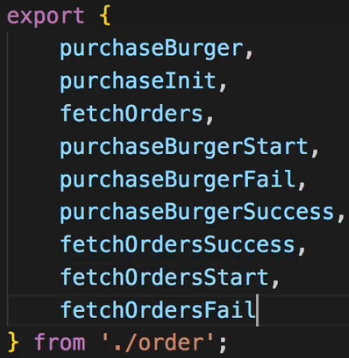 export {
    purchaseBurger,
    purchaseInit,
    fetchOrders,
    purchaseBurgerStart,
    purchaseBurgerFail,
    purchaseBurgerSuccess,
    fetchOrdersSuccess,
    fetchOrdersStart,
    fetchOrdersFail
} from './order';